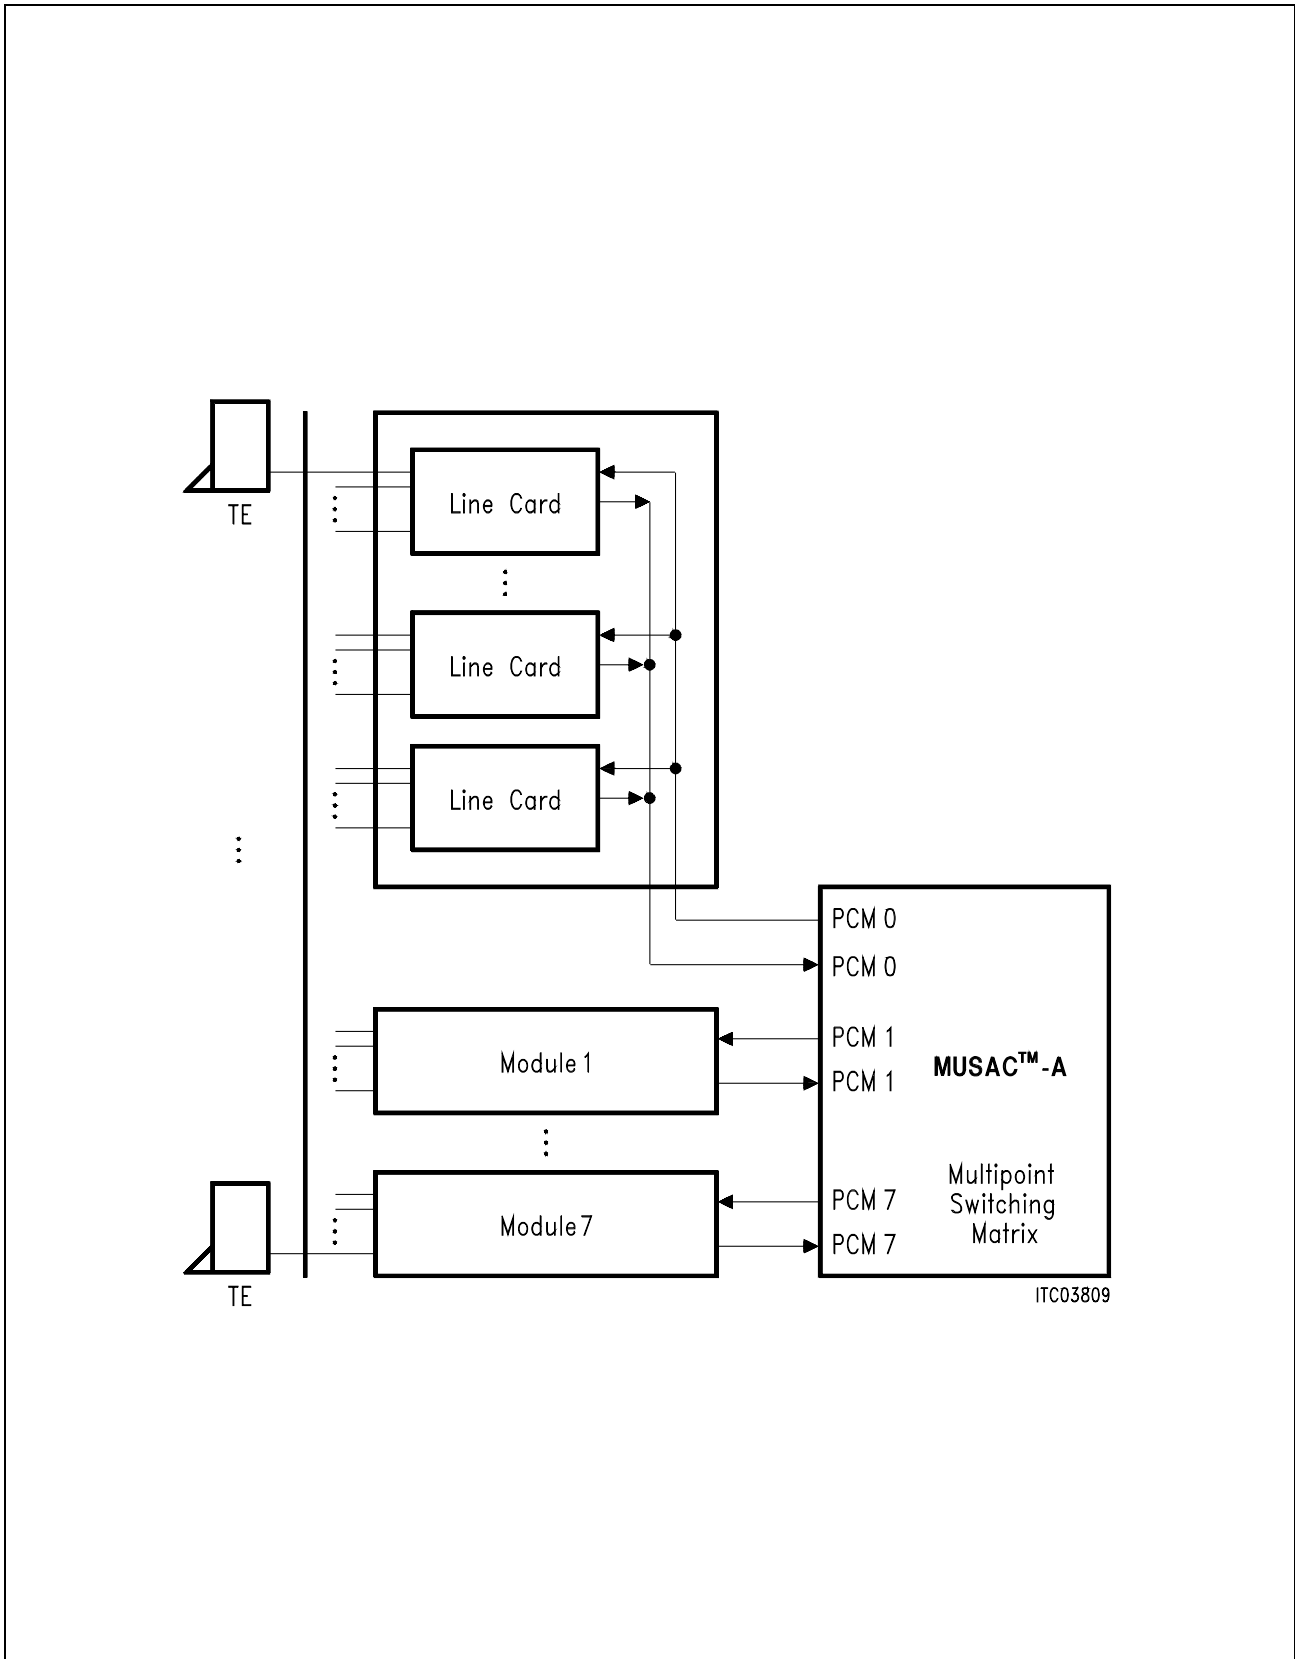 TE
Line Card
Line Card
Line Card
PCM 0
PCM 0
PCM 1
PCM 1
MUSAC™-A
Module 1
Multipoint
Switching
Matrix
PCM 7
PCM 7
Module 7
TE
ITC03809